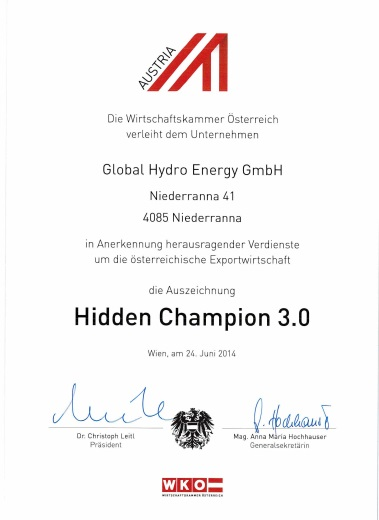 AUSTRIA
Die Wirtschaftskammer Österreich
verleiht dem Unternehmen
Global Hydro Energy GmbH
Niederranna 41
4085 Niederranna
in Anerkennung herausragender Verdienste
um die österreichische Exportwirtschaft
die Auszeichnung
Hidden Champion 3.0
Wien, am 24. Juni 2014
Dr. Christoph Leitl
Präsident
Mag. Anna Maria Hochhauser
Generalsekretärin
WKO
WIRTSCHAFTSKAMMER ÖSTERREICH